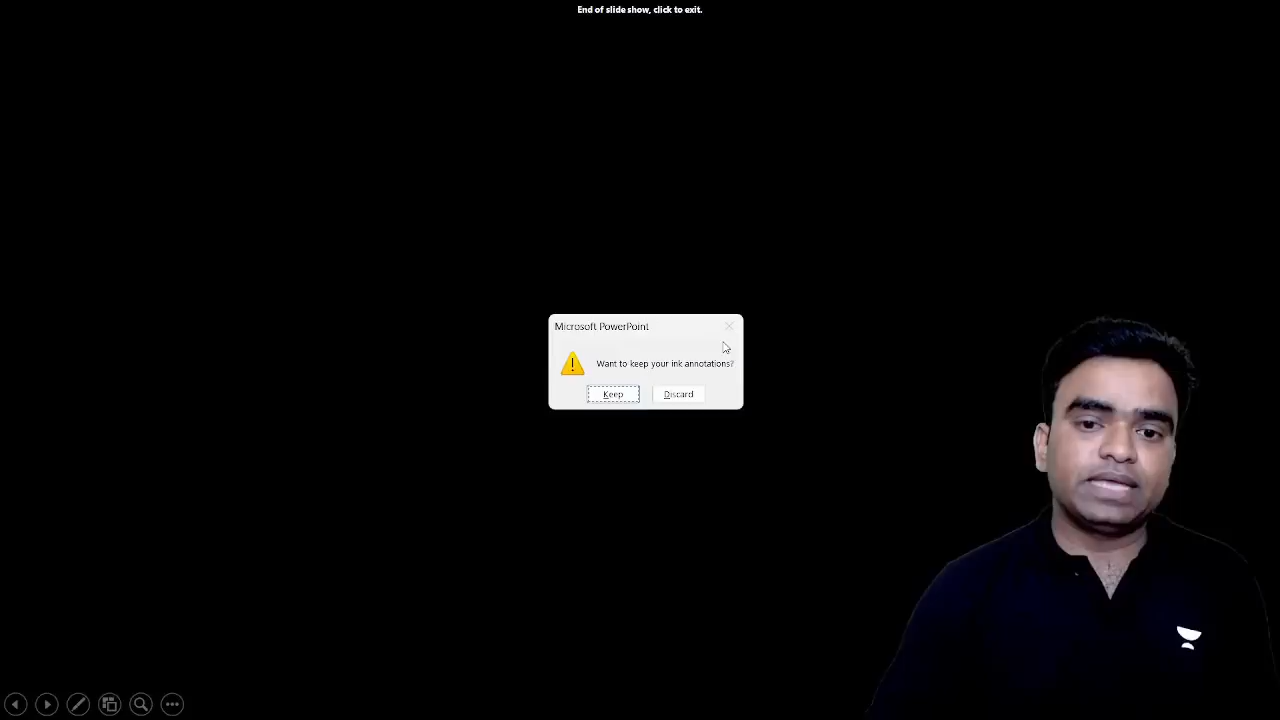 End of slide show, click to exit.
Microsoft PowerPoint
Want to keep your ink annotations?
Keep
Discard